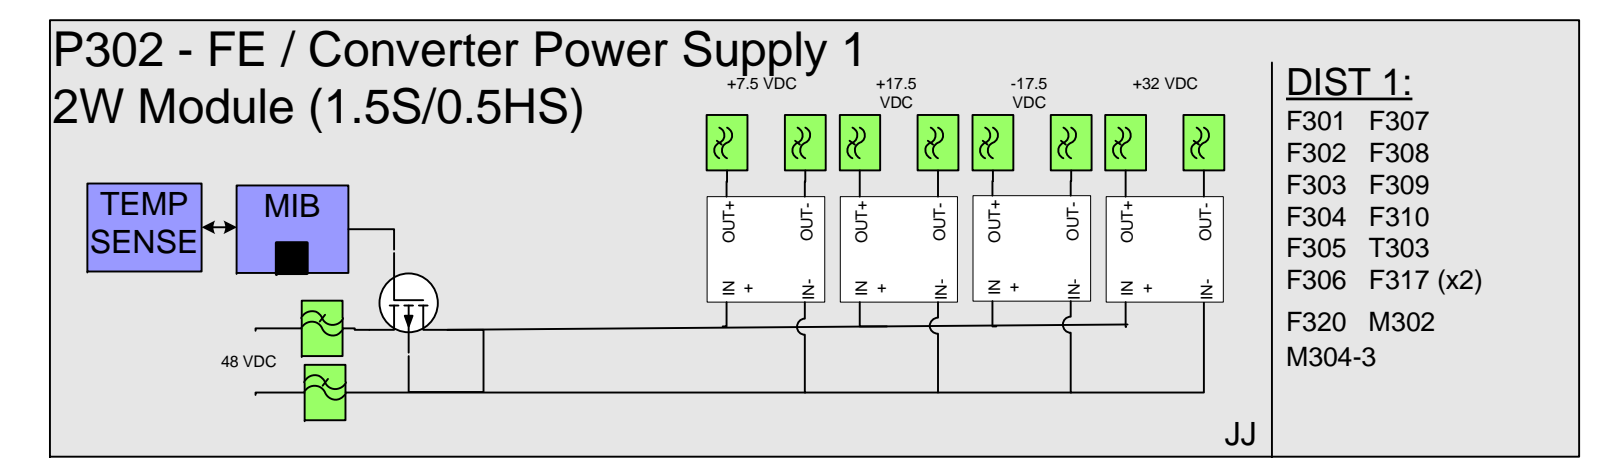 P302 - FE / Converter Power Supply 1
2W Module (1.5S/0.5HS)
+7.5 VDC
+17.5
VDC
-17.5
VDC
+32 VDC
TEMP
SENSE
MIB
OUT+
OUT-
OUT+
OUT-
OUT+
OUT-
OUT+
OUT-
IN +
IN-
IN +
IN-
IN +
IN-
IN +
IN-
48 VDC
JJ
DIST 1:
F301 F307
F302 F308
F303 F309
F304 F310
F305 T303
F306 F317 (x2)
F320 M302
M304-3